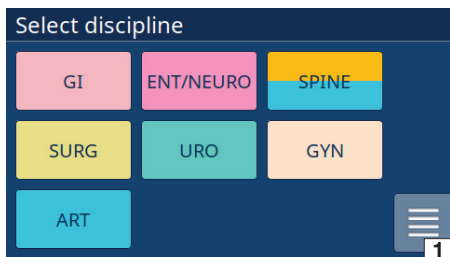 Select discipline
GI
ENT/NEURO
SPINE
SURG
URO
GYN
ART
1